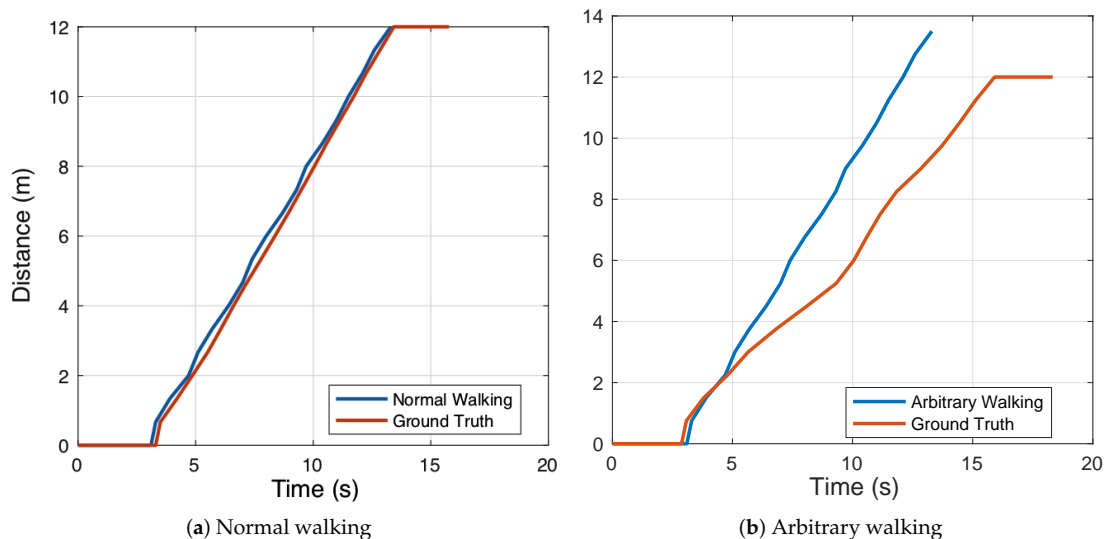 12
10
8
6
4
2
0
Distance (m)
0 5 10 15 20
Time (s)
Normal Walking
Ground Truth
(a) Normal walking
14
12
10
8
6
4
2
0
0 5 10 15 20
Time (s)
Arbitrary Walking
Ground Truth
(b) Arbitrary walking